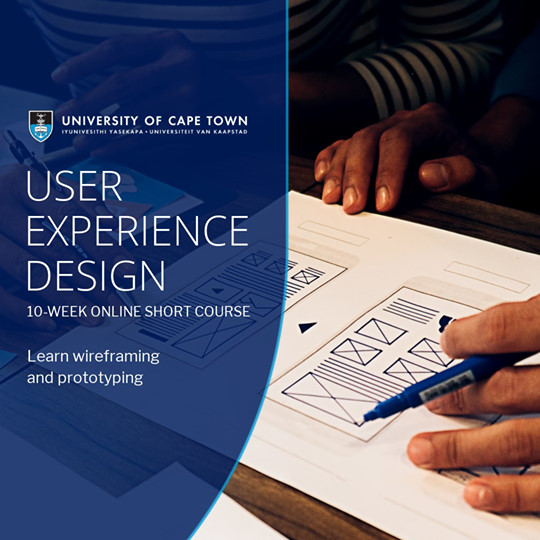 UNIVERSITY OF CAPE TOWN
IYUNIVESITHI YASEKAPA • UNIVERSITEIT VAN KAAPSTAD
USER
EXPERIENCE
DESIGN
10-WEEK ONLINE SHORT COURSE
Learn wireframing
and prototyping